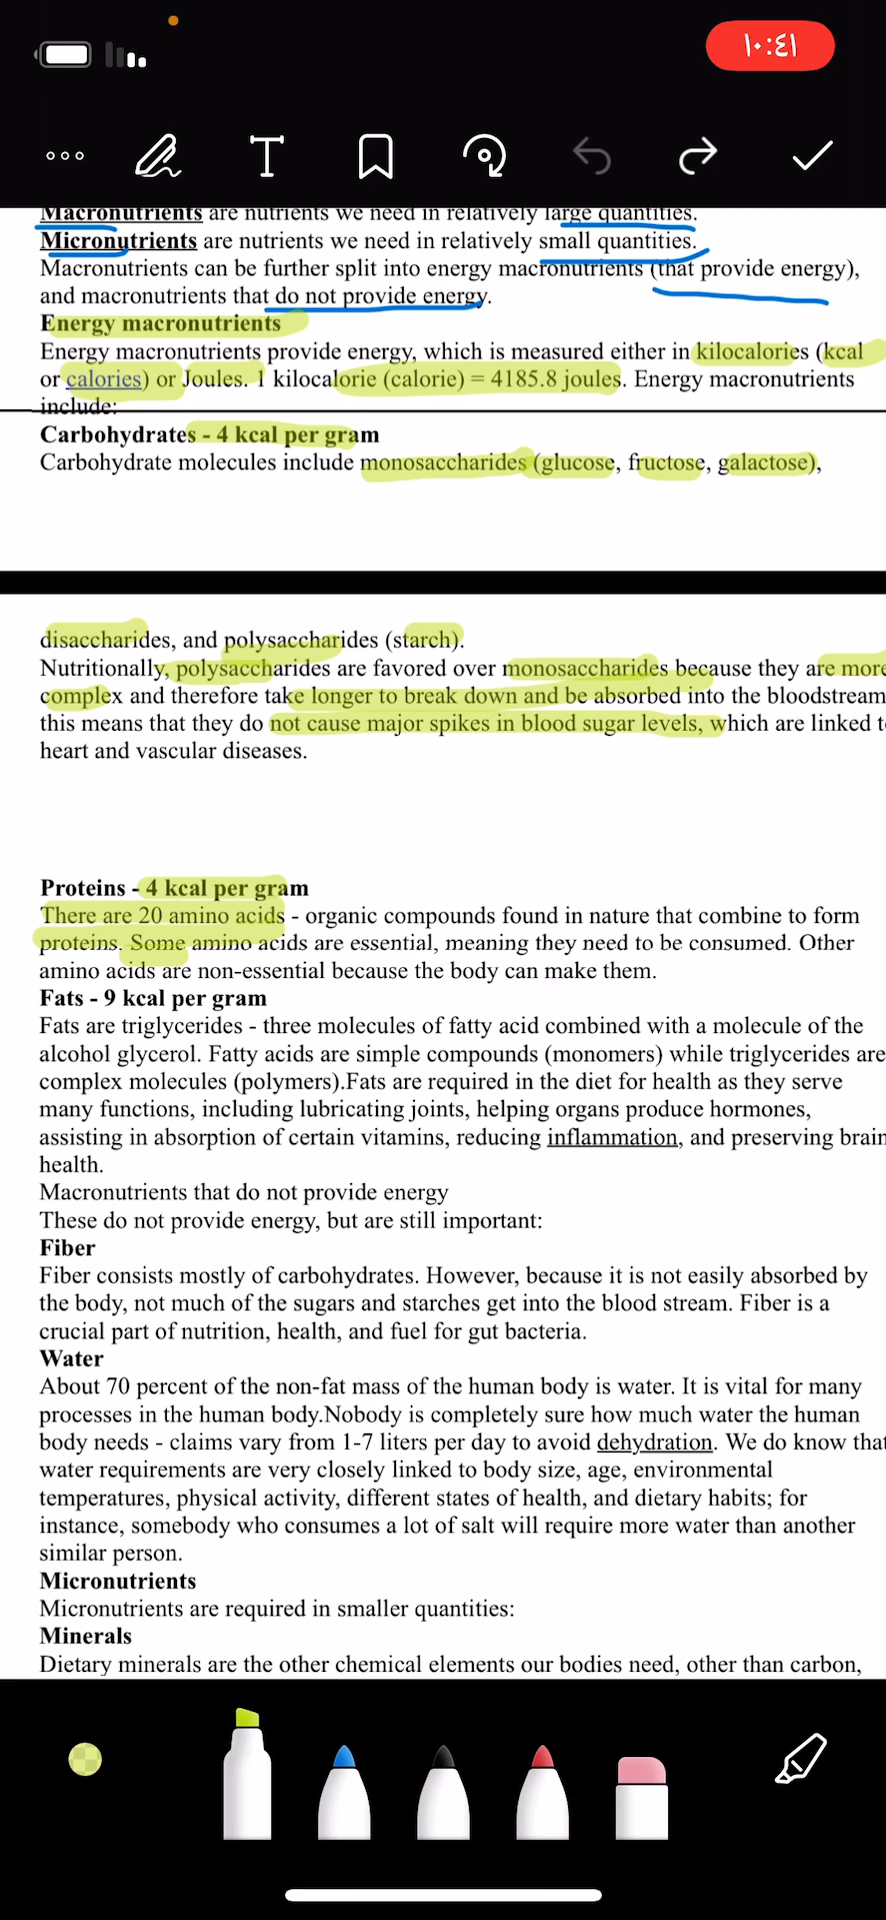 ١٠:٤١
T
Macronutrients are nutrients we need in relatively large quantities.
Micronutrients are nutrients we need in relatively small quantities.
Macronutrients can be further split into energy macronutrients (that provide energy),
and macronutrients that do not provide energy.
Energy macronutrients
Energy macronutrients provide energy, which is measured either in kilocalories (kcal
or calories) or Joules. 1 kilocalorie (calorie) = 4185.8 joules. Energy macronutrients
include:
Carbohydrates - 4 kcal per gram
Carbohydrate molecules include monosaccharides (glucose, fructose, galactose),
disaccharides, and polysaccharides (starch).
Nutritionally, polysaccharides are favored over monosaccharides because they are more
complex and therefore take longer to break down and be absorbed into the bloodstream
this means that they do not cause major spikes in blood sugar levels, which are linked t
heart and vascular diseases.
Proteins - 4 kcal per gram
There are 20 amino acids - organic compounds found in nature that combine to form
proteins. Some amino acids are essential, meaning they need to be consumed. Other
amino acids are non-essential because the body can make them.
Fats - 9 kcal per gram
Fats are triglycerides - three molecules of fatty acid combined with a molecule of the
alcohol glycerol. Fatty acids are simple compounds (monomers) while triglycerides are
complex molecules (polymers).Fats are required in the diet for health as they serve
many functions, including lubricating joints, helping organs produce hormones,
assisting in absorption of certain vitamins, reducing inflammation, and preserving brain
health.
Macronutrients that do not provide energy
These do not provide energy, but are still important:
Fiber
Fiber consists mostly of carbohydrates. However, because it is not easily absorbed by
the body, not much of the sugars and starches get into the blood stream. Fiber is a
crucial part of nutrition, health, and fuel for gut bacteria.
Water
About 70 percent of the non-fat mass of the human body is water. It is vital for many
processes in the human body.Nobody is completely sure how much water the human
body needs - claims vary from 1-7 liters per day to avoid dehydration. We do know that
water requirements are very closely linked to body size, age, environmental
temperatures, physical activity, different states of health, and dietary habits; for
instance, somebody who consumes a lot of salt will require more water than another
similar person.
Micronutrients
Micronutrients are required in smaller quantities:
Minerals
Dietary minerals are the other chemical elements our bodies need, other than carbon,